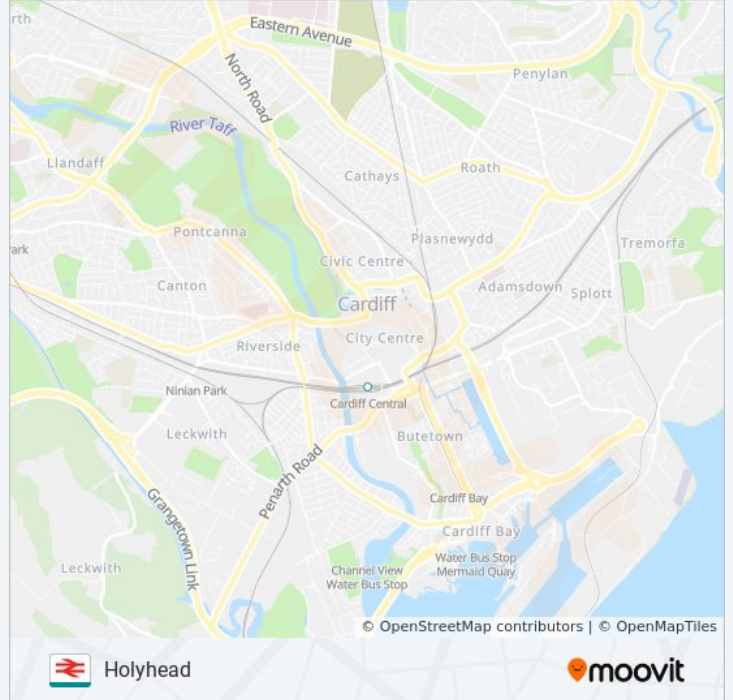 rth
Eastern Avenue
North Road
Penylan
River Taff
Llandaff
Cathays
Roath
Pontcanna
Plasnewydd
Tremorfa
ark
Civic Centre
Canton
Adamsdown
Splott
Cardiff
City Centre
Riverside
Ninian Park
Cardiff Central
Leckwith
Butetown
Penarth Road
Grangetown Link
Cardiff Bay
Cardiff Bay
Water Bus Stop
Mermaid Quay
Leckwith
Channel View
Water Bus Stop
© OpenStreetMap contributors | © OpenMapTiles
Holyhead
moovit